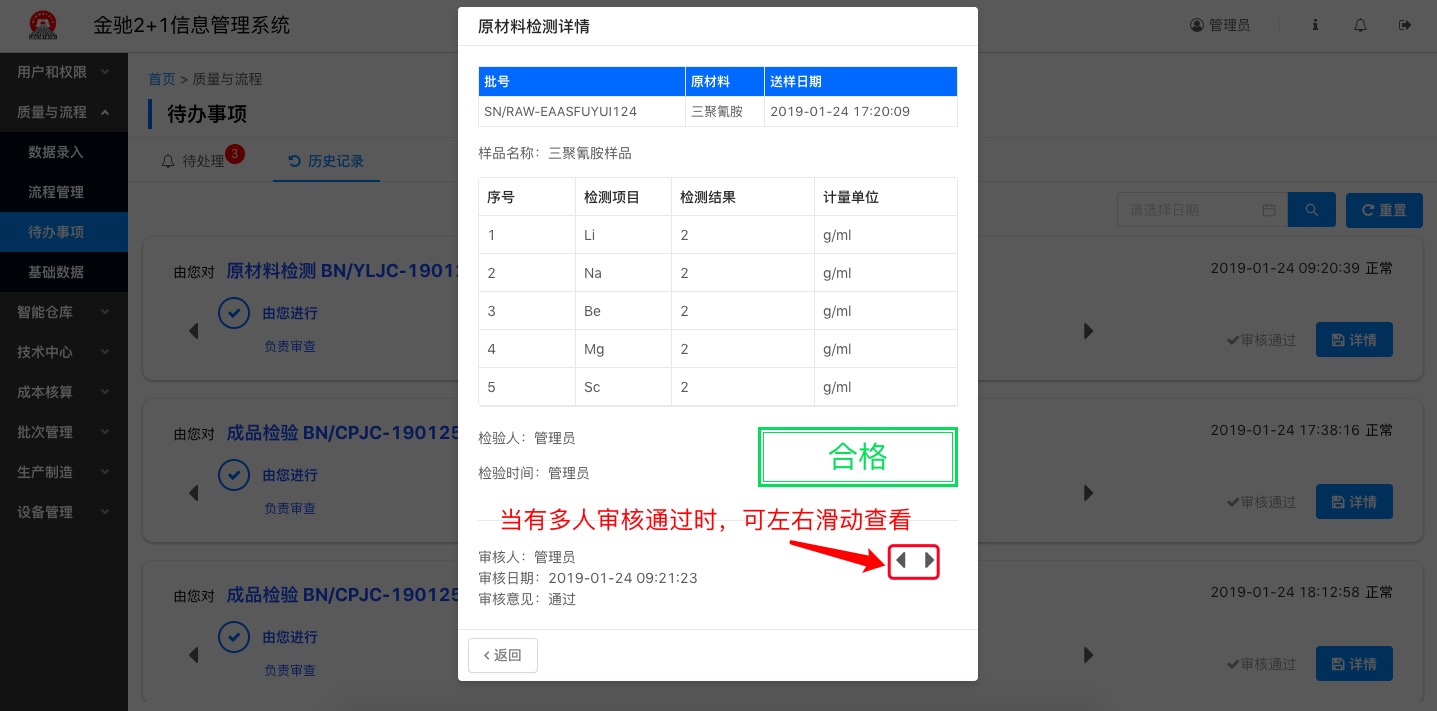 金驰2+1信息管理系统
管理员
用户和权限
质量与流程
数据录入
流程管理
待办事项
基础数据
智能仓库
技术中心
成本核算
批次管理
生产制造
设备管理
首页 > 质量与流程
待办事项
待处理 3 历史记录
请选择日期
重置
由您对 原材料检测 BN/YLJC-1901
2019-01-24 09:20:39 正常
由您进行
负责审查
审核通过 详情
由您对 成品检验 BN/CPJC-190125
2019-01-24 17:38:16 正常
由您进行
负责审查
审核通过 详情
由您对 成品检验 BN/CPJC-190125
2019-01-24 18:12:58 正常
由您进行
负责审查
审核通过 详情
原材料检测详情
批号 原材料 送样日期
SN/RAW-EAASFUYUI124 三聚氰胺 2019-01-24 17:20:09
样品名称：三聚氰胺样品
序号 检测项目 检测结果 计量单位
1 Li 2 g/ml
2 Na 2 g/ml
3 Be 2 g/ml
4 Mg 2 g/ml
5 Sc 2 g/ml
检验人：管理员
合格
检验时间：管理员
当有多人审核通过时，可左右滑动查看
审核人：管理员
审核日期：2019-01-24 09:21:23
审核意见：通过
返回